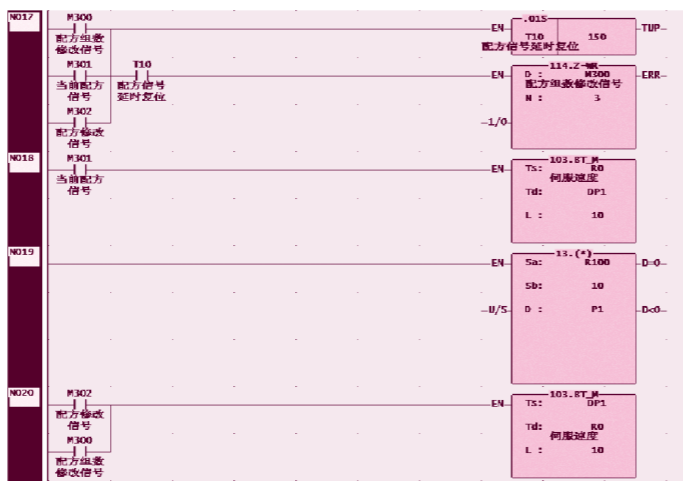 N017 M300 EN .01S TUP
配方组数
修改信号 T10 150
配方信号延时复位
M301 T10 EN 114.Z-WR ERR
当前配方
信号 配方信号
延时复位 D : M300
配方组数修改信号
N : 3
M302 1/0
配方修改
信号
N018 M301 EN 103.BT_M
当前配方
信号 Ts: R0
伺服速度
Td: DP1
L : 10
N019 EN 13.(*) D=0
Sa: R100
Sb: 10
U/S D : P1 D<0
N020 M302 EN 103.BT_M
配方修改
信号 Ts: DP1
M300 Td: R0
伺服速度
配方组数
修改信号 L : 10